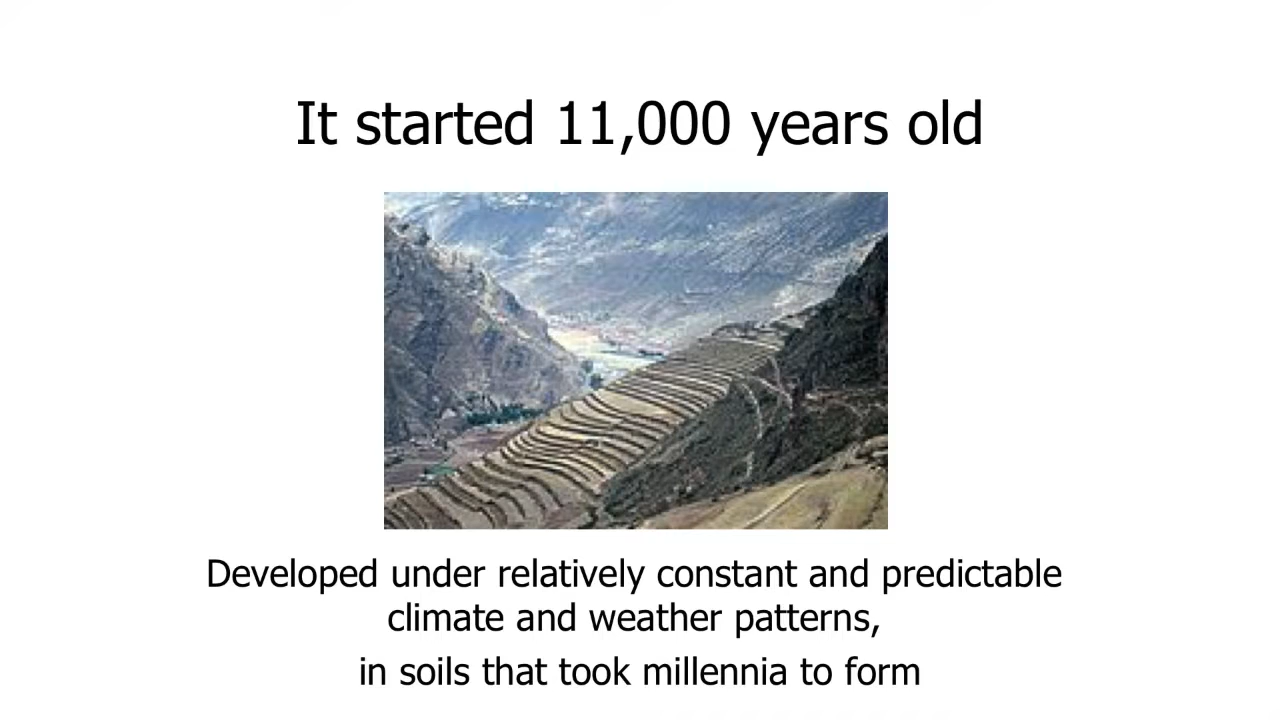 It started 11,000 years old
Developed under relatively constant and predictable
climate and weather patterns,
in soils that took millennia to form